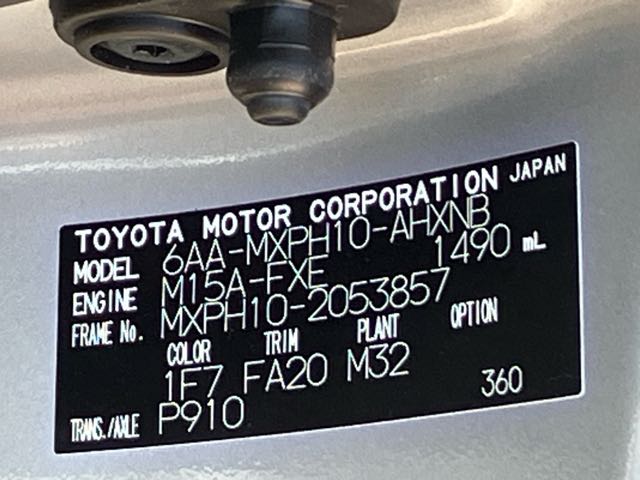 TOYOTA MOTOR CORPORATION JAPAN
MODEL 6AA-MXPH10-AHXNB
ENGINE M15A-FXE 1490 mL
FRAME No. MXPH10-2053857
COLOR TRIM PLANT OPTION
1F7 FA20 M32
TRANS./AXLE P910 360